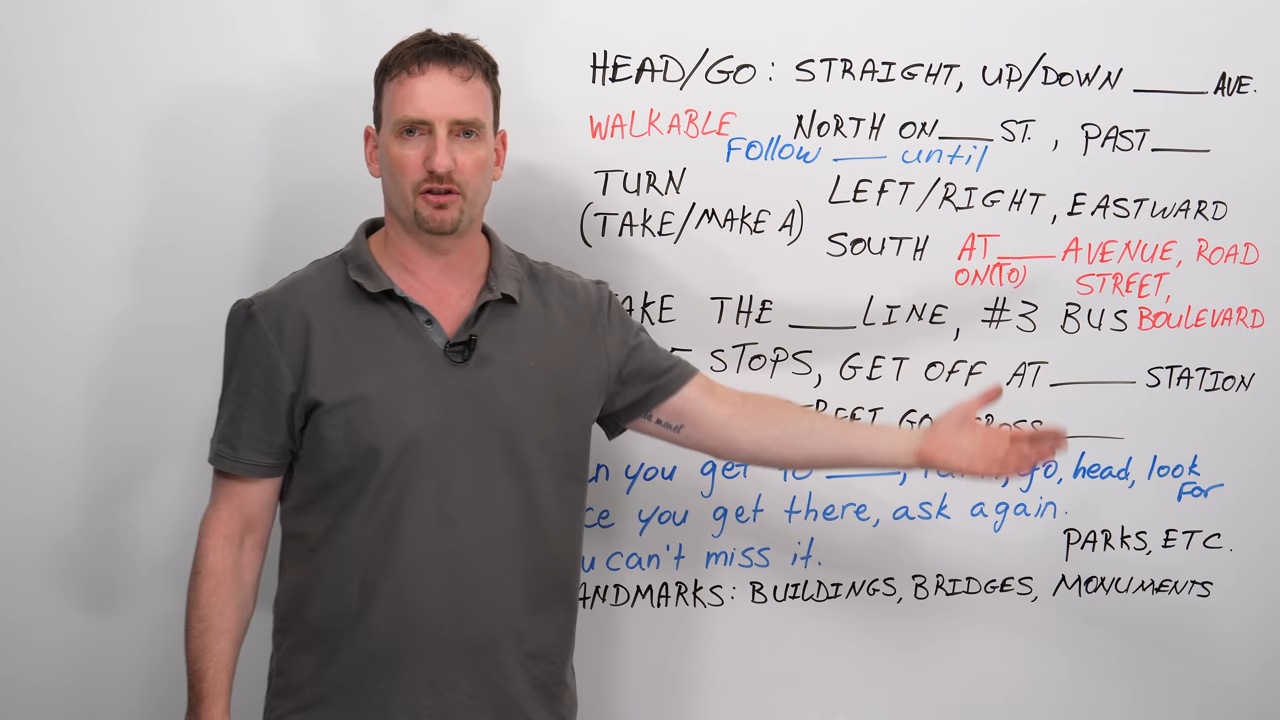 HEAD/GO: STRAIGHT, UP/DOWN ____ AVE.
WALKABLE NORTH ON ____ ST., PAST ____
Follow ____ until
TURN LEFT/RIGHT, EASTWARD
(TAKE/MAKE A) SOUTH AT ____ AVENUE, ROAD
ON(TO) STREET,
THE ____ LINE, #3 BUS BOULEVARD
STOPS, GET OFF AT ____ STATION
GO
you get to ____, go, head, look
For
you get there, ask again.
can't miss it. PARKS, ETC.
ANDMARKS: BUILDINGS, BRIDGES, MONUMENTS